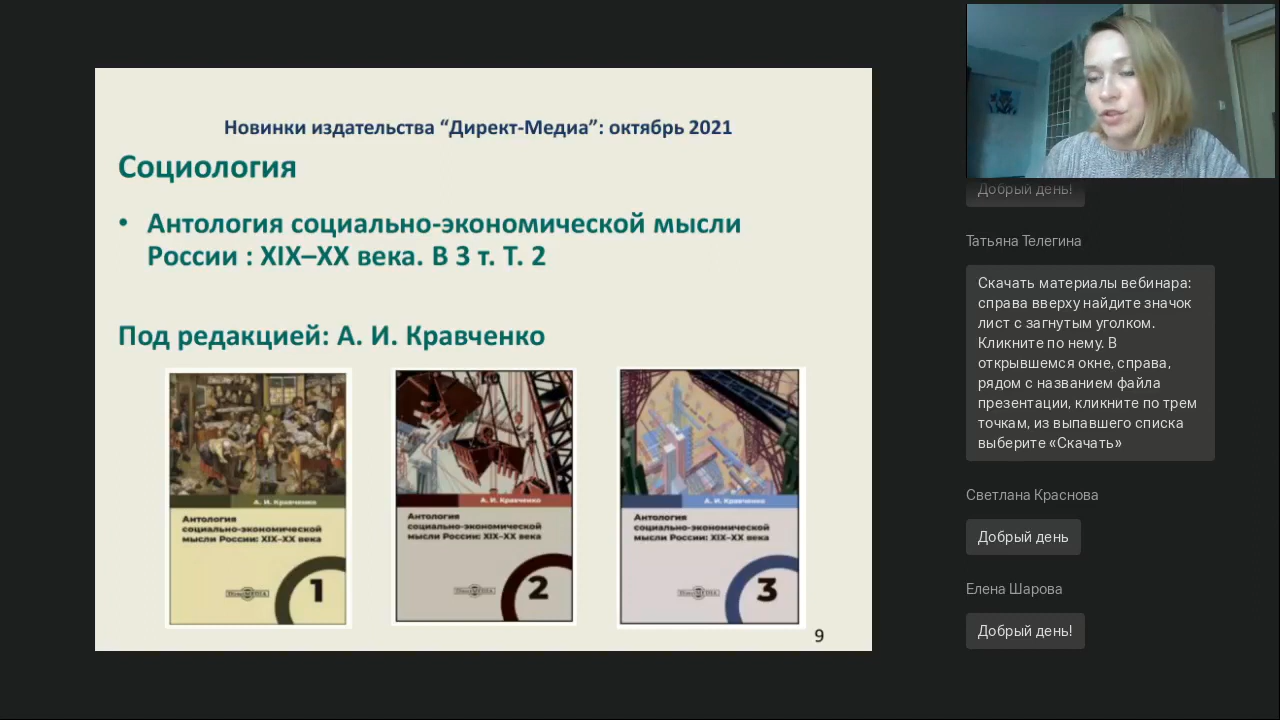 Новинки издательства “Директ-Медиа”: октябрь 2021
Социология
• Антология социально-экономической мысли
России : XIX–XX века. В 3 т. Т. 2
Под редакцией: А. И. Кравченко
А. И. Кравченко
Антология
социально-экономической
мысли России: XIX–XX века
1
А. И. Кравченко
Антология
социально-экономической
мысли России: XIX–XX века
2
А. И. Кравченко
Антология
социально-экономической
мысли России: XIX–XX века
3
9
Добрый день!
Татьяна Телегина
Скачать материалы вебинара:
справа вверху найдите значок
лист с загнутым уголком.
Кликните по нему. В
открывшемся окне, справа,
рядом с названием файла
презентации, кликните по трем
точкам, из выпавшего списка
выберите «Скачать»
Светлана Краснова
Добрый день
Елена Шарова
Добрый день!